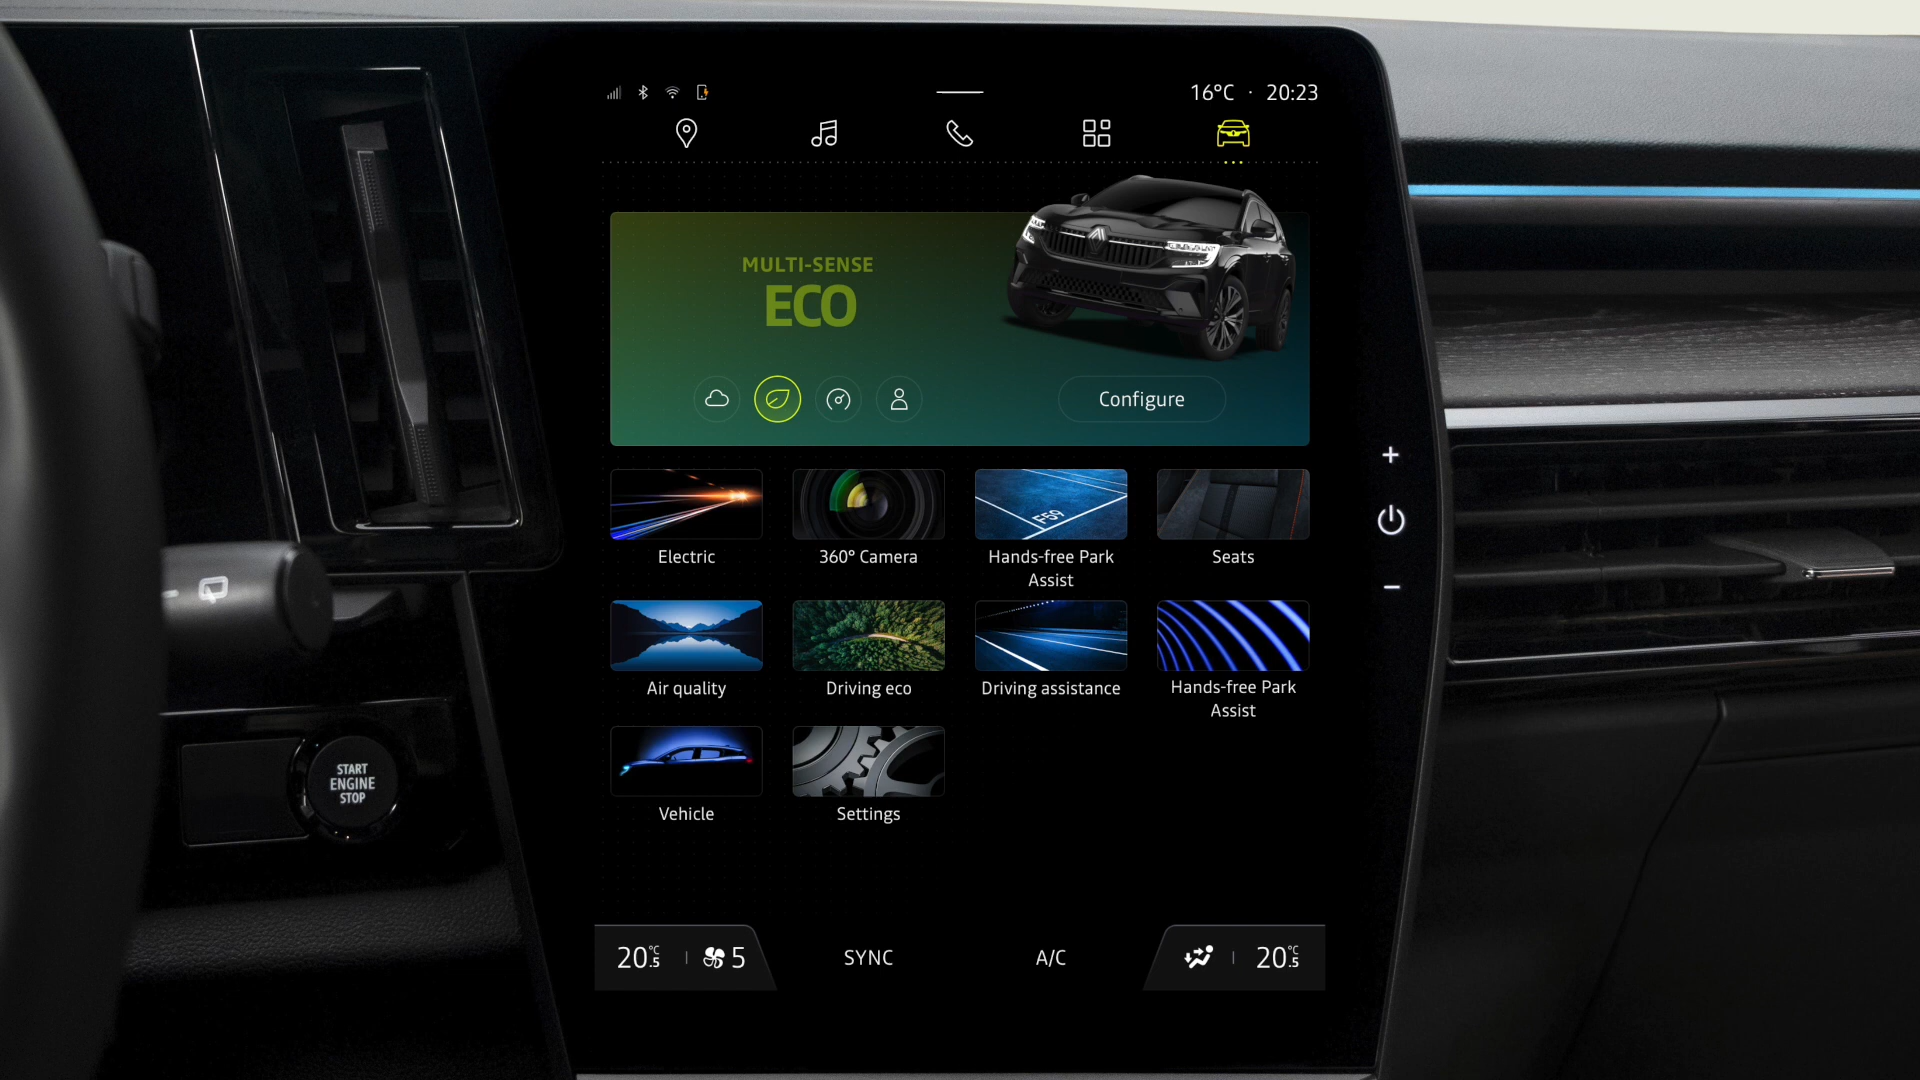 16°C · 20:23
MULTI-SENSE
ECO
Configure
F59
Electric
360° Camera
Hands-free Park
Assist
Seats
Air quality
Driving eco
Driving assistance
Hands-free Park
Assist
Vehicle
Settings
START
ENGINE
STOP
20.5 °C
5
SYNC
A/C
20.5 °C